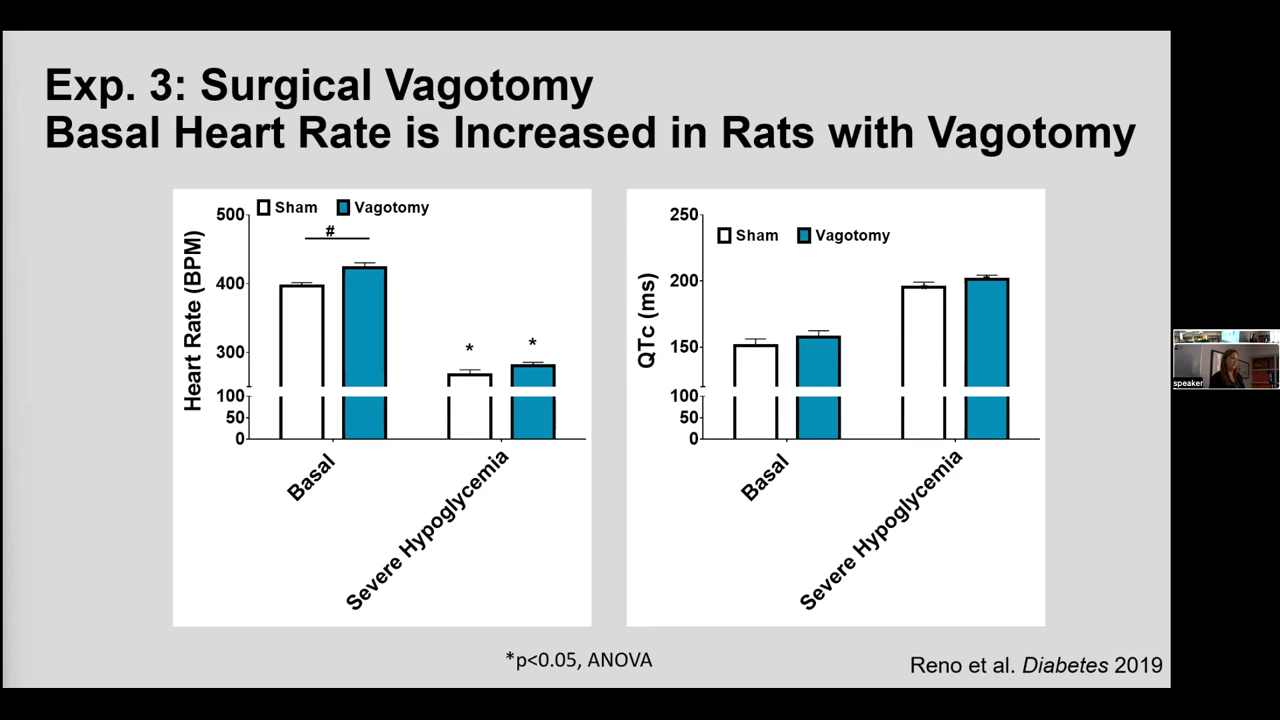 Exp. 3: Surgical Vagotomy
Basal Heart Rate is Increased in Rats with Vagotomy
Sham Vagotomy
#
* *
Heart Rate (BPM)
500
400
300
100
50
0
Basal
Severe Hypoglycemia
Sham Vagotomy
QTc (ms)
250
200
150
100
50
0
* *
Basal
Severe Hypoglycemia
*p<0.05, ANOVA
Reno et al. Diabetes 2019
speaker